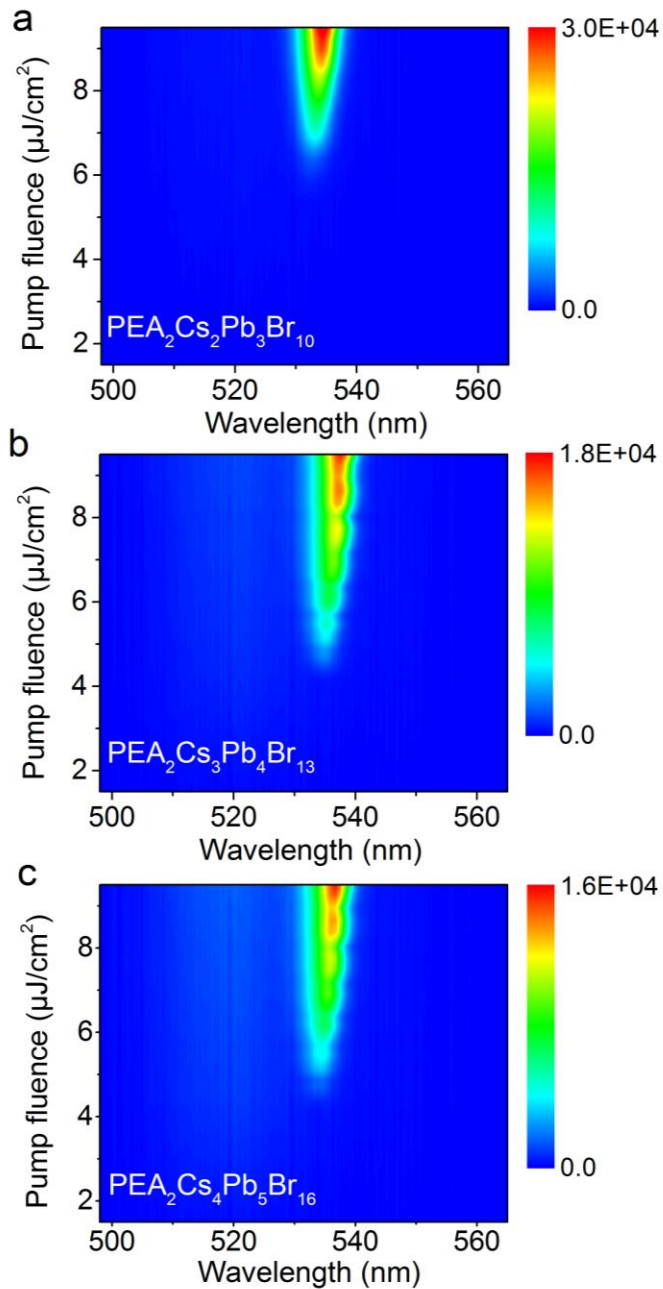 a
3.0E+04
8
6
4
2
Pump fluence (µJ/cm²)
PEA₂Cs₂Pb₃Br₁₀
0.0
500 520 540 560
Wavelength (nm)
b
1.8E+04
8
6
4
2
Pump fluence (µJ/cm²)
PEA₂Cs₃Pb₄Br₁₃
0.0
500 520 540 560
Wavelength (nm)
c
1.6E+04
8
6
4
2
Pump fluence (µJ/cm²)
PEA₂Cs₄Pb₅Br₁₆
0.0
500 520 540 560
Wavelength (nm)